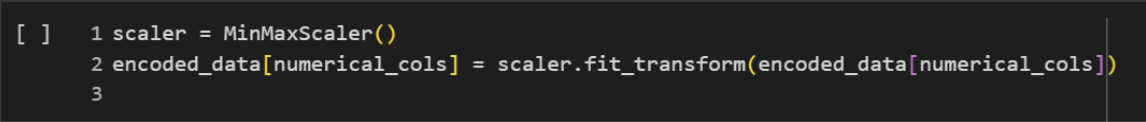 [ ] 1 scaler = MinMaxScaler()
2 encoded_data[numerical_cols] = scaler.fit_transform(encoded_data[numerical_cols])
3